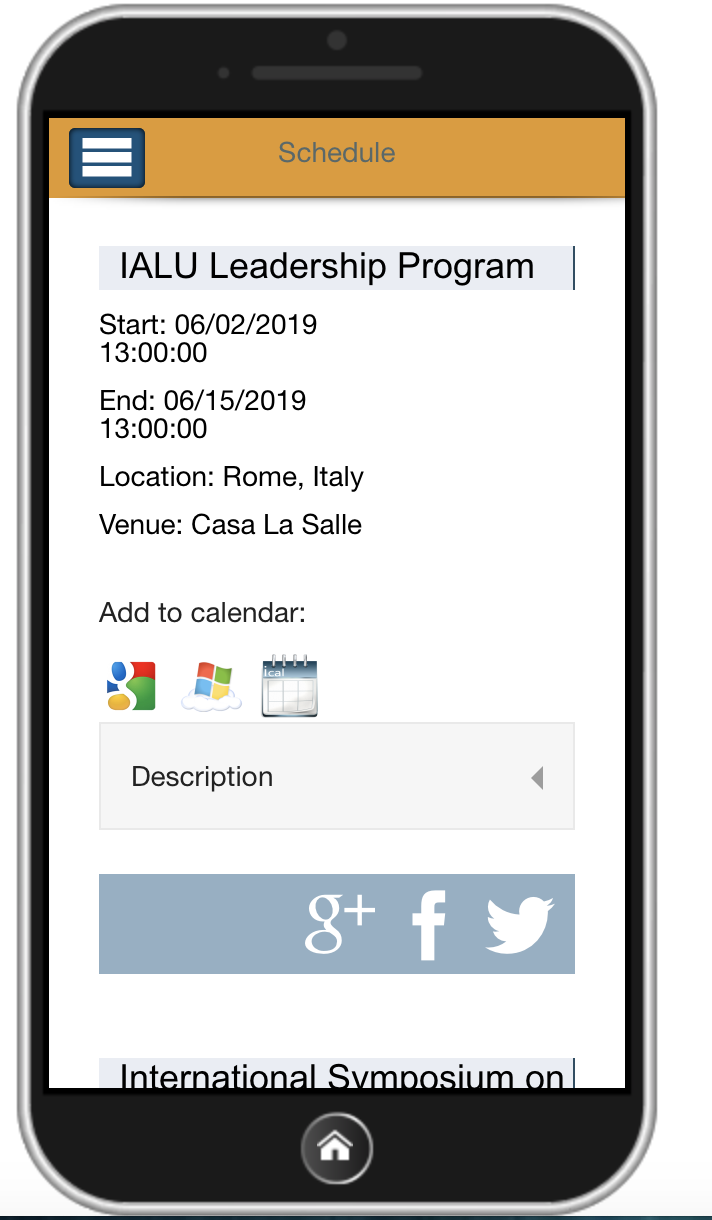 Schedule
IALU Leadership Program
Start: 06/02/2019
13:00:00
End: 06/15/2019
13:00:00
Location: Rome, Italy
Venue: Casa La Salle
Add to calendar:
ical
Description
g+
International Symposium on